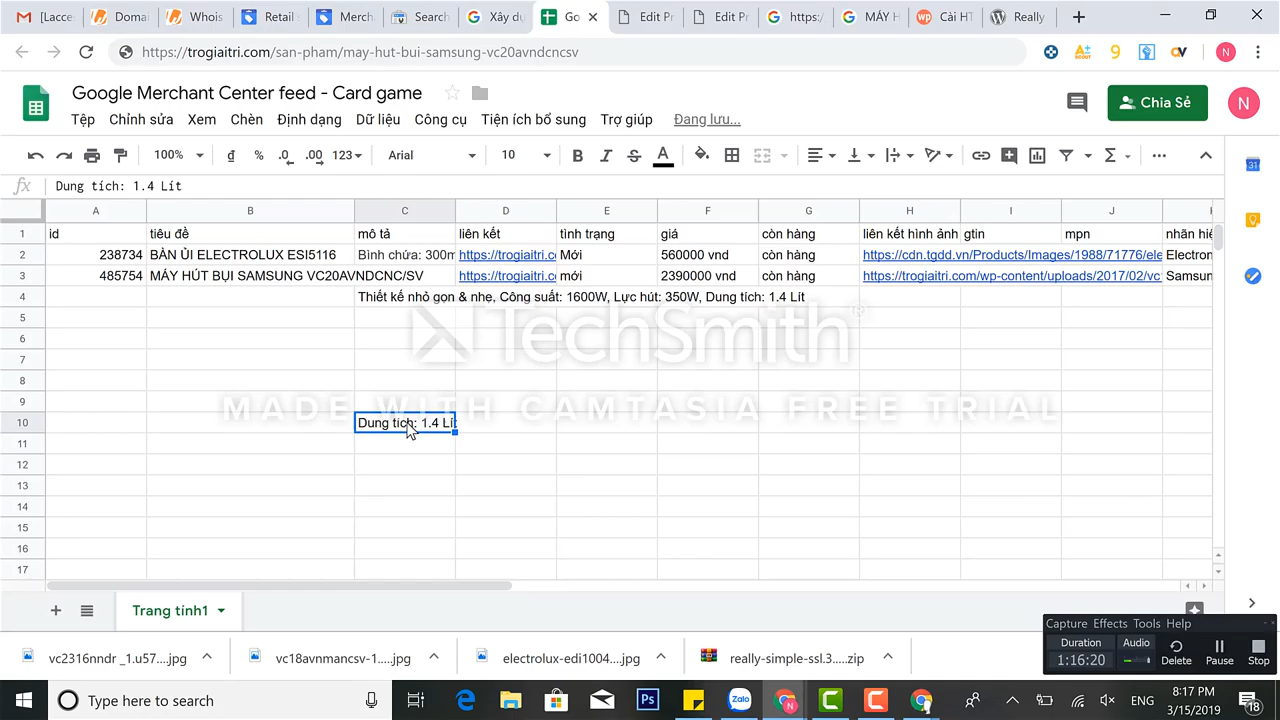 [Lacce
Doma
Whois
Retail
Merch
Search
Xây dụ
Go
Edit Pr
Edit Pr
https:/
MÁY H
Cài H
Really
https://trogiaitri.com/san-pham/may-hut-bui-samsung-vc20avndcncsv
Google Merchant Center feed - Card game
Chia Sẻ
N
Tệp Chỉnh sửa Xem Chèn Định dạng Dữ liệu Công cụ Tiện ích bổ sung Trợ giúp Đang lưu...
100% đ % .0 .00 123 Arial 10 B I S A
fx Dung tích: 1.4 Lít
A B C D E F G H I J
1 id tiêu đề mô tả liên kết tình trạng giá còn hàng liên kết hình ảnh gtin mpn nhãn hiệ
2 238734 BÀN ỦI ELECTROLUX ESI5116 Bình chứa: 300m https://trogiaitri.co Mới 560000 vnd còn hàng https://cdn.tgdd.vn/Products/Images/1988/71776/ele Electron
3 485754 MÁY HÚT BỤI SAMSUNG VC20AVNDCNC/SV https://trogiaitri.co mới 2390000 vnd còn hàng https://trogiaitri.com/wp-content/uploads/2017/02/vc Samsun
4 Thiết kế nhỏ gọn & nhẹ, Công suất: 1600W, Lực hút: 350W, Dung tích: 1.4 Lít
5
6
TechSmith®
7
8
9
MADE WITH CAMTASIA FREE TRIAL
10 Dung tích: 1.4 Lít
11
12
13
14
15
16
17
Trang tính1
Capture Effects Tools Help
Duration Audio
1:16:20 Delete Pause Stop
vc2316nndr _1.u57....jpg
vc18avnmancsv-1.....jpg
electrolux-edi1004....jpg
really-simple-ssl.3.....zip
Type here to search
Ps
Zalo
ENG
8:17 PM
3/15/2019
18